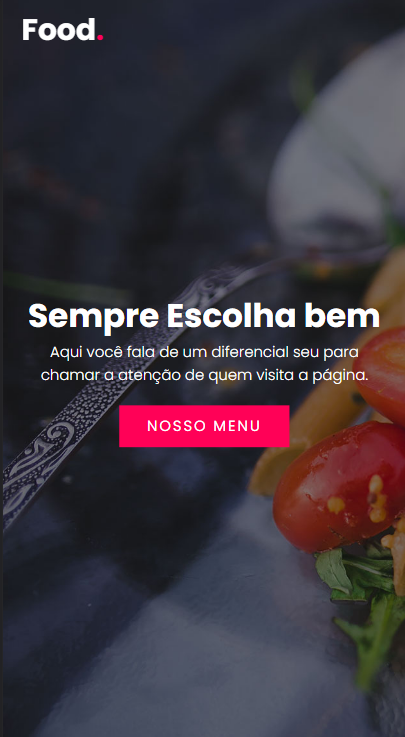 Food.
Sempre Escolha bem
Aqui você fala de um diferencial seu para
chamar a atenção de quem visita a página.
NOSSO MENU